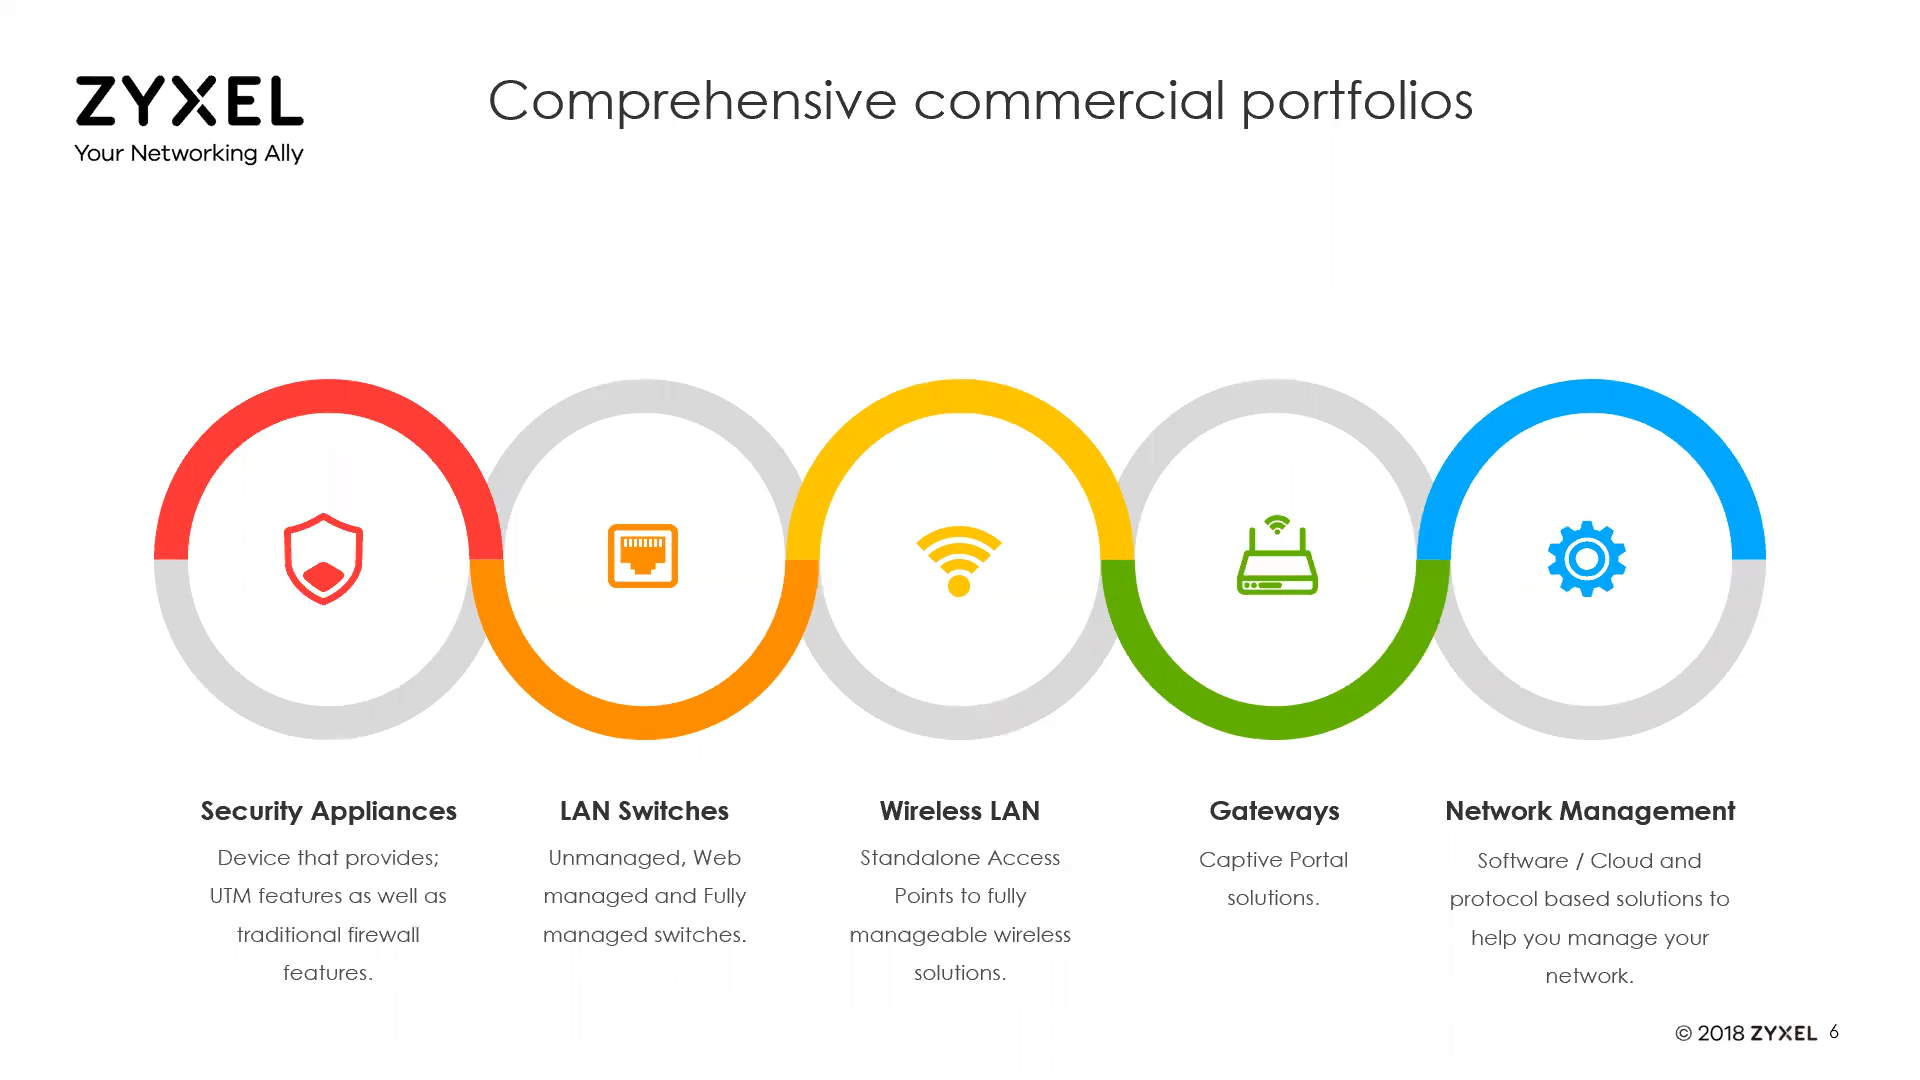 ZYXEL
Your Networking Ally
Comprehensive commercial portfolios
Security Appliances
Device that provides;
UTM features as well as
traditional firewall
features.
LAN Switches
Unmanaged, Web
managed and Fully
managed switches.
Wireless LAN
Standalone Access
Points to fully
manageable wireless
solutions.
Gateways
Captive Portal
solutions.
Network Management
Software / Cloud and
protocol based solutions to
help you manage your
network.
© 2018 ZYXEL 6